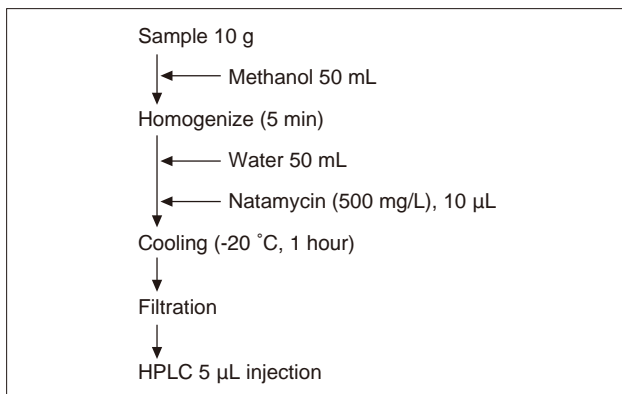 Sample 10 g
Methanol 50 mL
Homogenize (5 min)
Water 50 mL
Natamycin (500 mg/L), 10 µL
Cooling (-20 ˚C, 1 hour)
Filtration
HPLC 5 µL injection